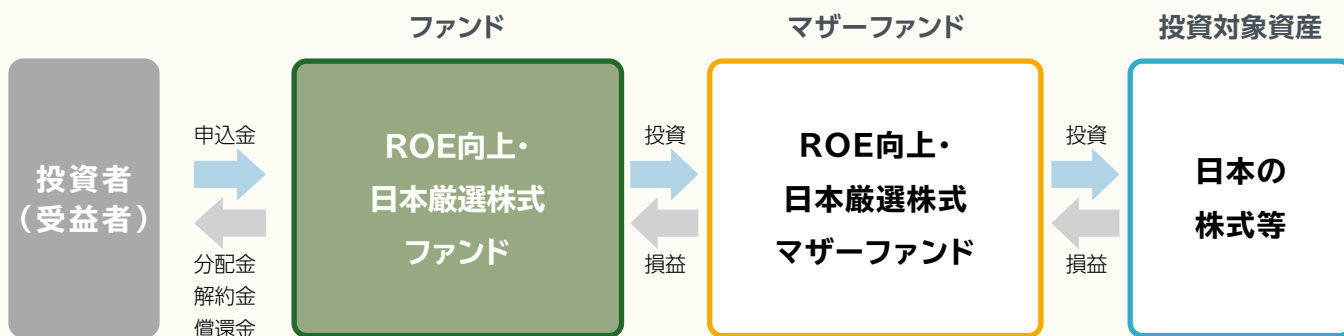 ファンド
マザーファンド
投資対象資産
投資者
（受益者）
申込金
分配金
解約金
償還金
ROE向上・
日本厳選株式
ファンド
投資
損益
ROE向上・
日本厳選株式
マザーファンド
投資
損益
日本の
株式等